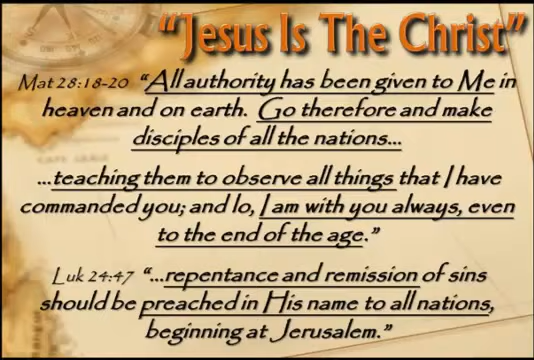 “Jesus Is The Christ”
Mat 28:18-20 “All authority has been given to Me in
heaven and on earth. Go therefore and make
disciples of all the nations...
...teaching them to observe all things that I have
commanded you; and lo, I am with you always, even
to the end of the age.”
Luk 24:47 “...repentance and remission of sins
should be preached in His name to all nations,
beginning at Jerusalem.”